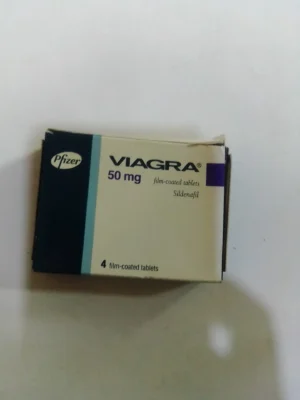 Pfizer
VIAGRA®
50 mg
film-coated tablets
Sildenafil
4 film-coated tablets